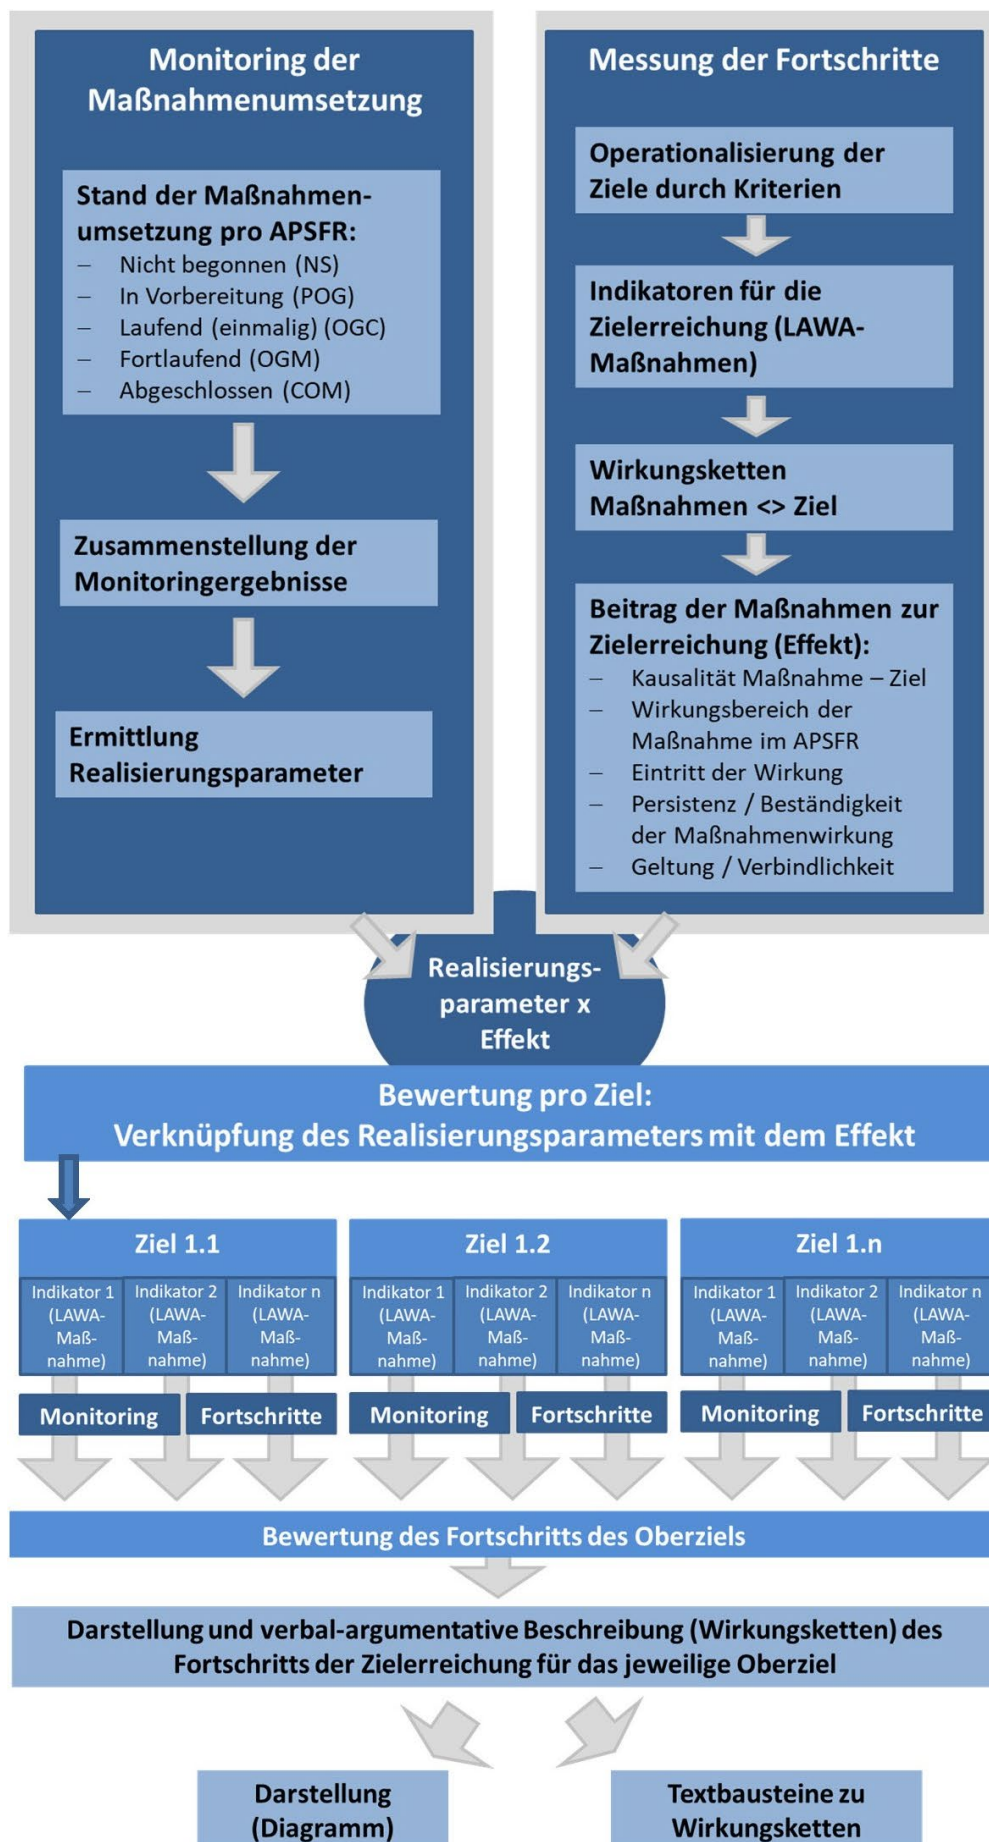 Monitoring der
Maßnahmenumsetzung
Stand der Maßnahmen-
umsetzung pro APSFR:
– Nicht begonnen (NS)
– In Vorbereitung (POG)
– Laufend (einmalig) (OGC)
– Fortlaufend (OGM)
– Abgeschlossen (COM)
Zusammenstellung der
Monitoringergebnisse
Ermittlung
Realisierungsparameter
Messung der Fortschritte
Operationalisierung der
Ziele durch Kriterien
Indikatoren für die
Zielerreichung (LAWA-
Maßnahmen)
Wirkungsketten
Maßnahmen <> Ziel
Beitrag der Maßnahmen zur
Zielerreichung (Effekt):
– Kausalität Maßnahme – Ziel
– Wirkungsbereich der
Maßnahme im APSFR
– Eintritt der Wirkung
– Persistenz / Beständigkeit
der Maßnahmenwirkung
– Geltung / Verbindlichkeit
Realisierungs-
parameter x
Effekt
Bewertung pro Ziel:
Verknüpfung des Realisierungsparameters mit dem Effekt
Ziel 1.1
Indikator 1
(LAWA-
Maß-
nahme)
Indikator 2
(LAWA-
Maß-
nahme)
Indikator n
(LAWA-
Maß-
nahme)
Monitoring
Fortschritte
Ziel 1.2
Indikator 1
(LAWA-
Maß-
nahme)
Indikator 2
(LAWA-
Maß-
nahme)
Indikator n
(LAWA-
Maß-
nahme)
Monitoring
Fortschritte
Ziel 1.n
Indikator 1
(LAWA-
Maß-
nahme)
Indikator 2
(LAWA-
Maß-
nahme)
Indikator n
(LAWA-
Maß-
nahme)
Monitoring
Fortschritte
Bewertung des Fortschritts des Oberziels
Darstellung und verbal-argumentative Beschreibung (Wirkungsketten) des
Fortschritts der Zielerreichung für das jeweilige Oberziel
Darstellung
(Diagramm)
Textbausteine zu
Wirkungsketten